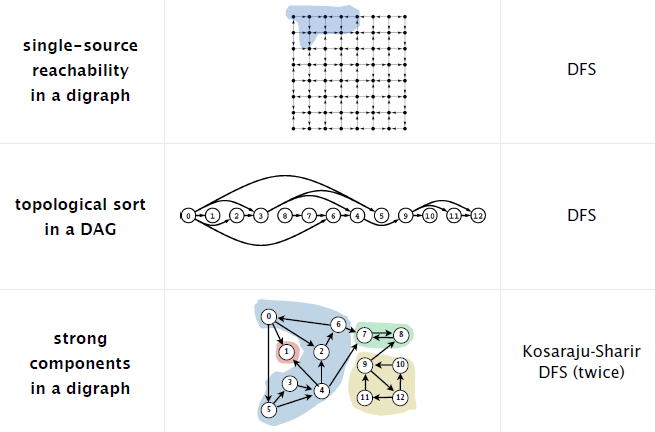 single-source
reachability
in a digraph
DFS
topological sort
in a DAG
0 1 2 3 8 7 6 4 5 9 10 11 12
DFS
strong
components
in a digraph
0 6 7 8
1 2
9 10
3 4
5 11 12
Kosaraju-Sharir
DFS (twice)